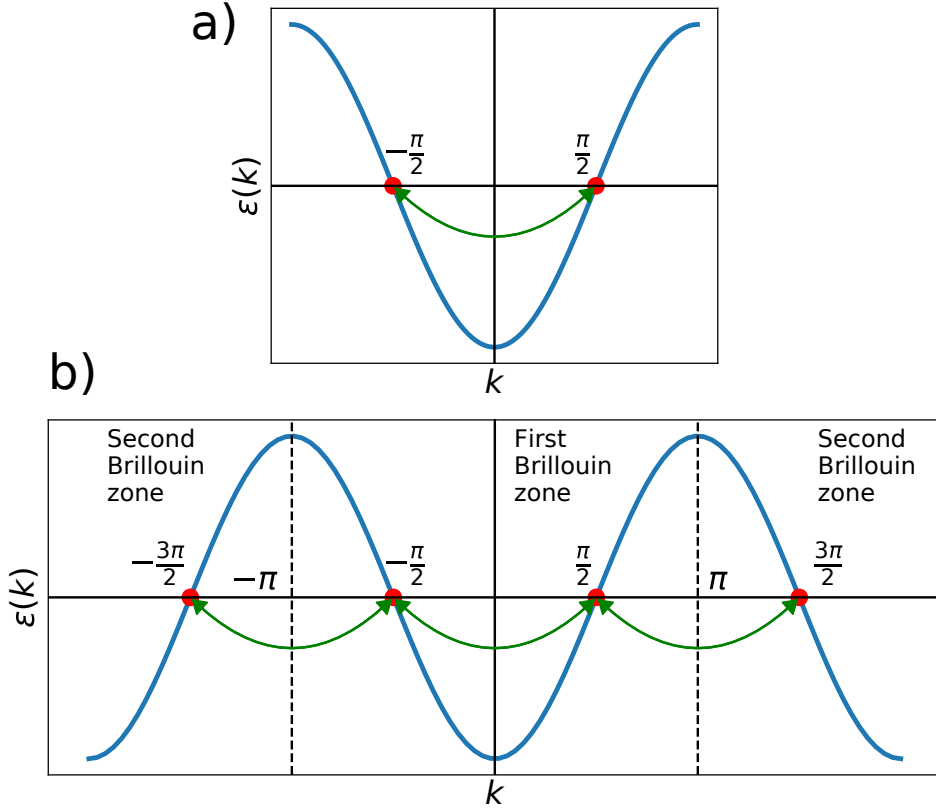 a)
−π/2
π/2
ε(k)
k
b)
Second
Brillouin
zone
First
Brillouin
zone
Second
Brillouin
zone
−3π/2
−π
−π/2
π/2
π
3π/2
ε(k)
k